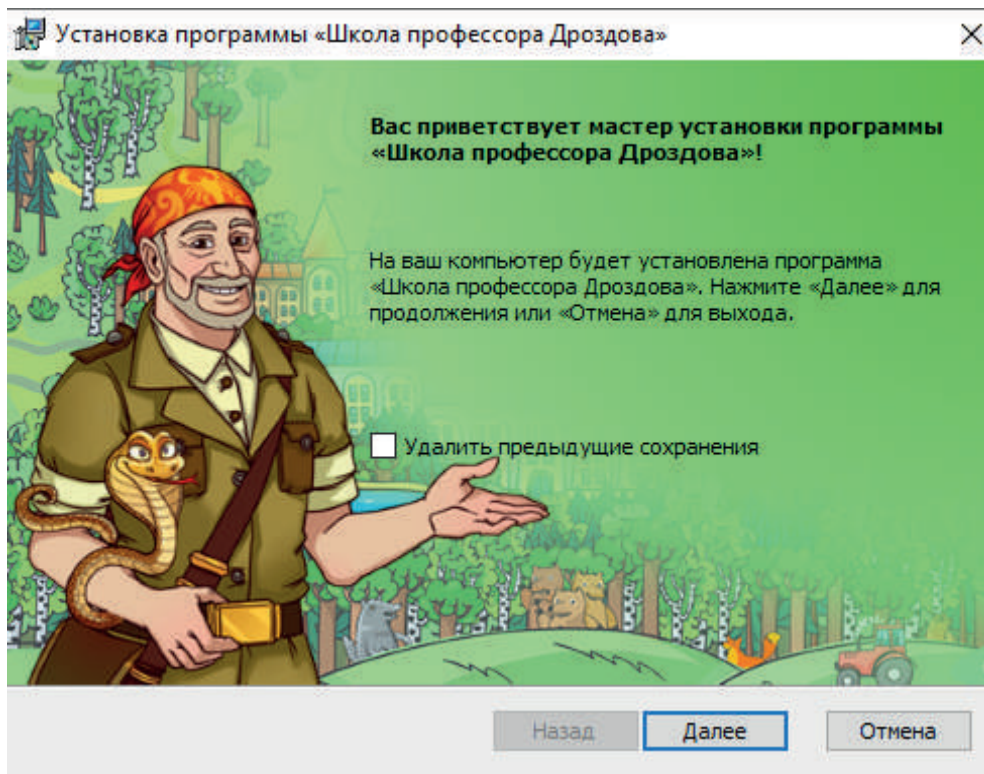 Установка программы «Школа профессора Дроздова»
Вас приветствует мастер установки программы
«Школа профессора Дроздова»!
На ваш компьютер будет установлена программа
«Школа профессора Дроздова». Нажмите «Далее» для
продолжения или «Отмена» для выхода.
Удалить предыдущие сохранения
Назад Далее Отмена